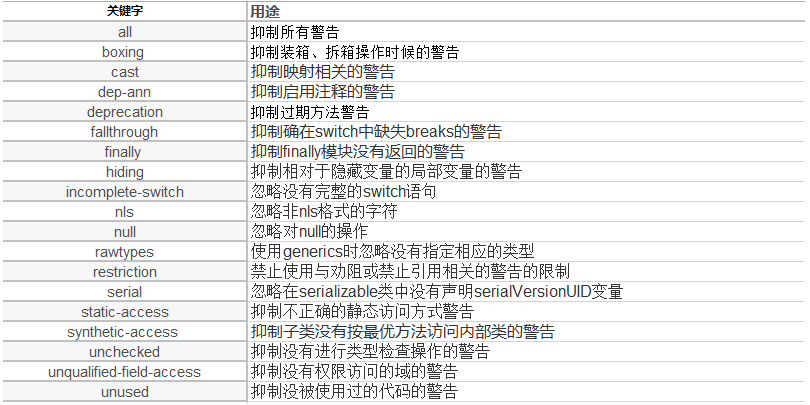 关键字 用途
all 抑制所有警告
boxing 抑制装箱、拆箱操作时候的警告
cast 抑制映射相关的警告
dep-ann 抑制启用注释的警告
deprecation 抑制过期方法警告
fallthrough 抑制确在switch中缺失breaks的警告
finally 抑制finally模块没有返回的警告
hiding 抑制相对于隐藏变量的局部变量的警告
incomplete-switch 忽略没有完整的switch语句
nls 忽略非nls格式的字符
null 忽略对null的操作
rawtypes 使用generics时忽略没有指定相应的类型
restriction 禁止使用与劝阻或禁止引用相关的警告的限制
serial 忽略在serializable类中没有声明serialVersionUID变量
static-access 抑制不正确的静态访问方式警告
synthetic-access 抑制子类没有按最优方法访问内部类的警告
unchecked 抑制没有进行类型检查操作的警告
unqualified-field-access 抑制没有权限访问的域的警告
unused 抑制没被使用过的代码的警告